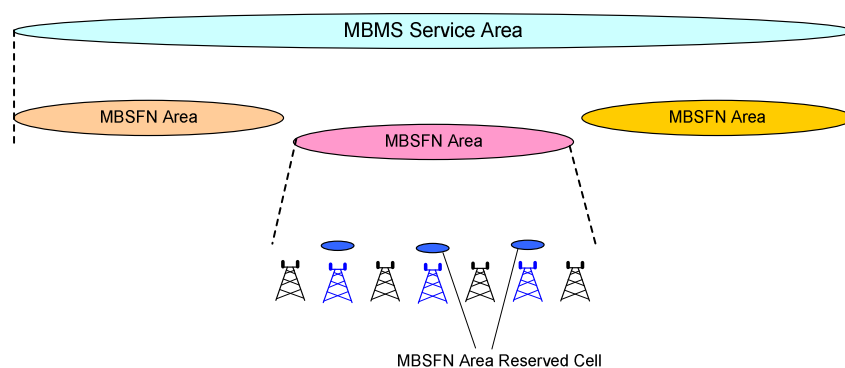 MBMS Service Area
MBSFN Area
MBSFN Area
MBSFN Area
MBSFN Area Reserved Cell